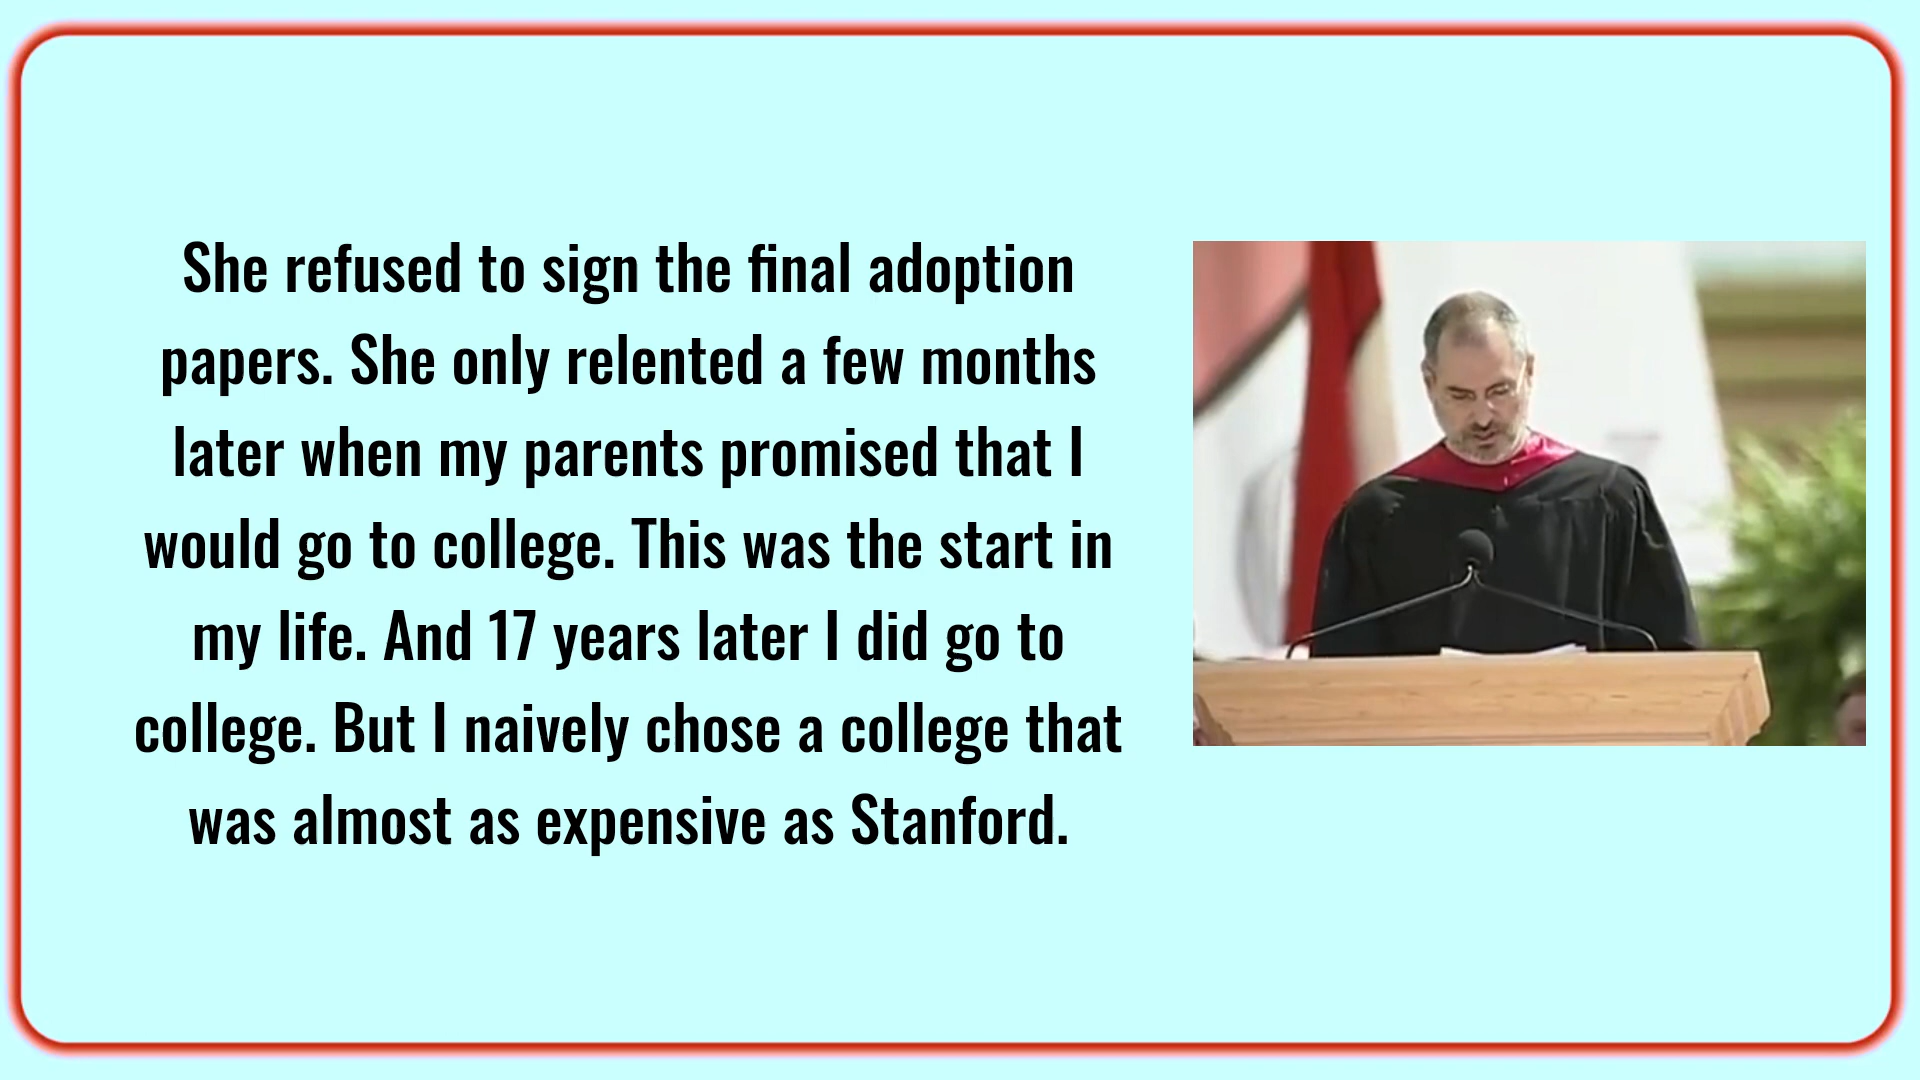 She refused to sign the final adoption
papers. She only relented a few months
later when my parents promised that I
would go to college. This was the start in
my life. And 17 years later I did go to
college. But I naively chose a college that
was almost as expensive as Stanford.